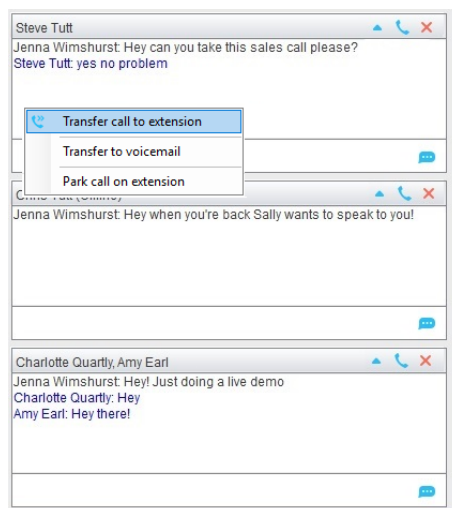 Steve Tutt
Jenna Wimshurst: Hey can you take this sales call please?
Steve Tutt: yes no problem
Transfer call to extension
Transfer to voicemail
Park call on extension
Jenna Wimshurst: Hey when you're back Sally wants to speak to you!
Charlotte Quartly, Amy Earl
Jenna Wimshurst: Hey! Just doing a live demo
Charlotte Quartly: Hey
Amy Earl: Hey there!